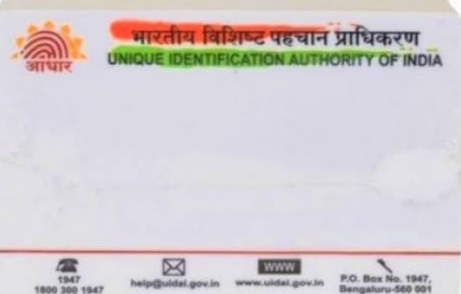 भारतीय विशिष्ट पहचान प्राधिकरण
UNIQUE IDENTIFICATION AUTHORITY OF INDIA
आधार
1947
1800 300 1947
help@uidai.gov.in
WWW
www.uidai.gov.in
P.O. Box No. 1947,
Bengaluru-560 001